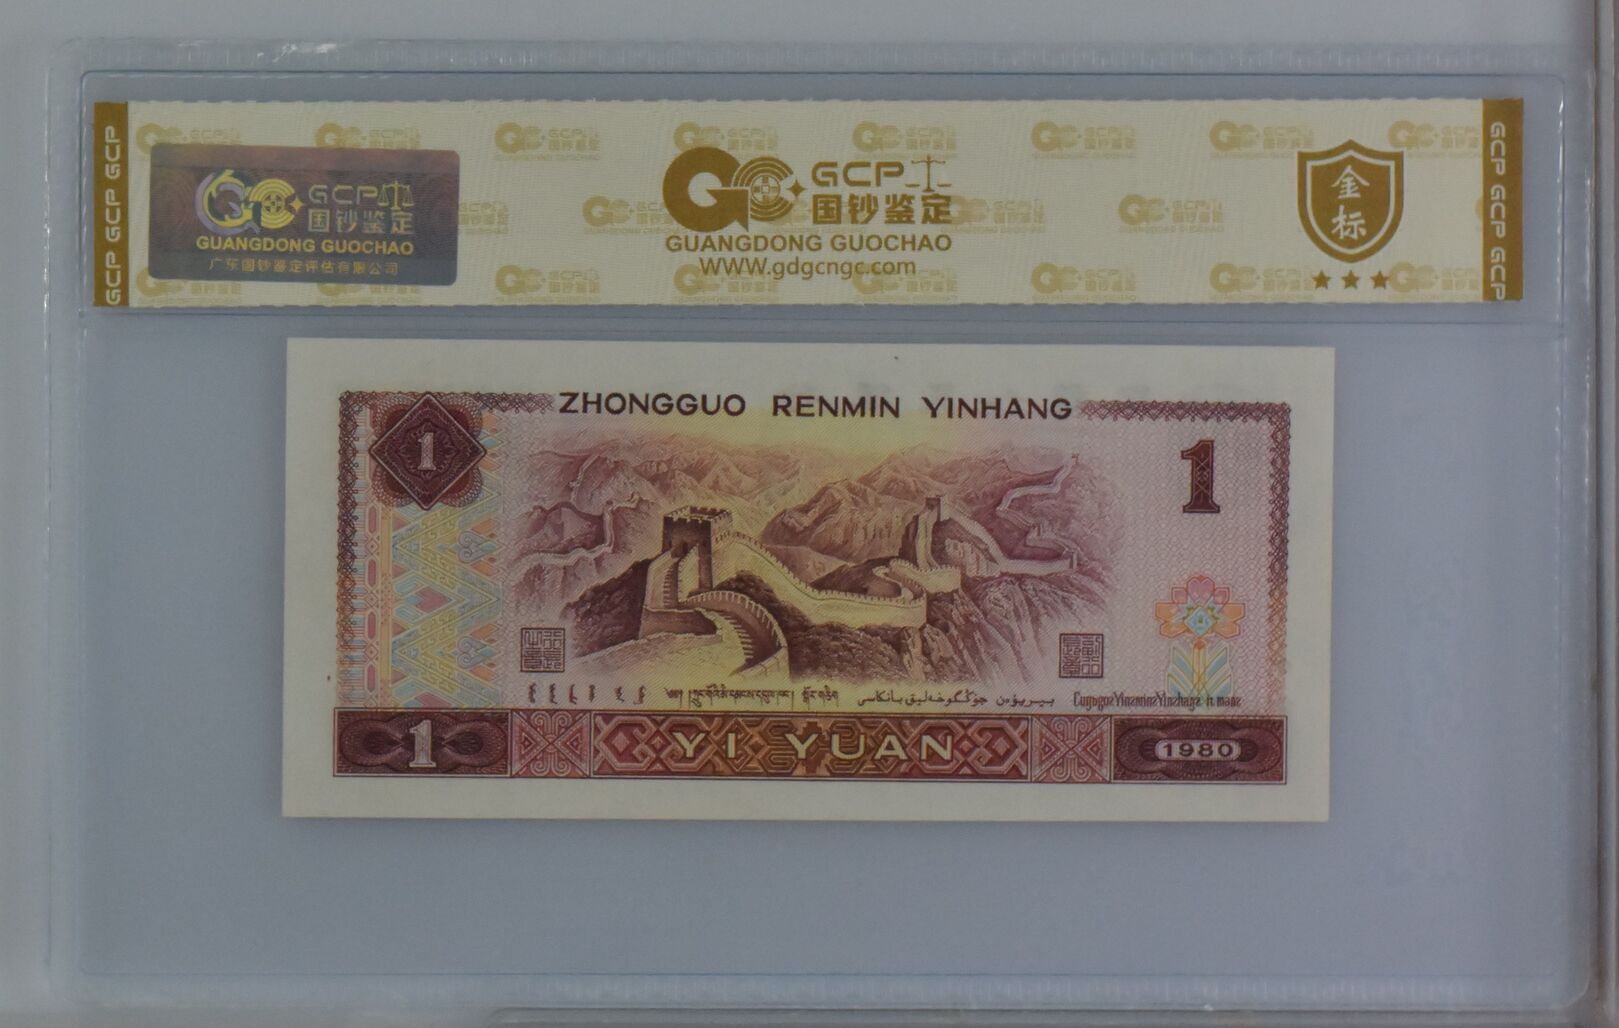 GCP GCP GCP
GCP
国钞鉴定
GUANGDONG GUOCHAO
广东国钞鉴定评估有限公司
GCP
国钞鉴定
GUANGDONG GUOCHAO
WWW.gdgcngc.com
金标
GCP GCP GCP
ZHONGGUO RENMIN YINHANG
1
1
1
YI YUAN
1980